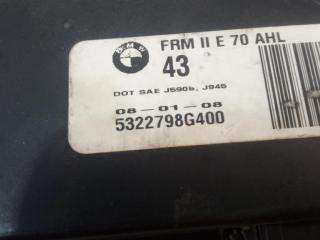 BMW
FRM II E 70 AHL
43
DOT SAE J590b, J945
08-01-08
5322798G400